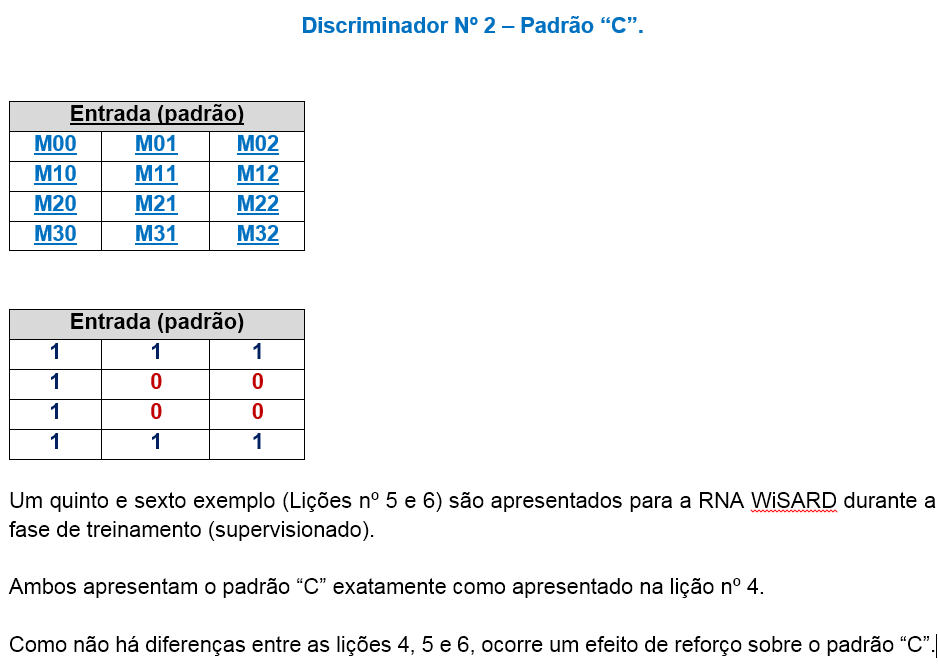 Discriminador Nº 2 – Padrão “C”.
Entrada (padrão)
M00 M01 M02
M10 M11 M12
M20 M21 M22
M30 M31 M32
Entrada (padrão)
1 1 1
1 0 0
1 0 0
1 1 1
Um quinto e sexto exemplo (Lições nº 5 e 6) são apresentados para a RNA WiSARD durante a
fase de treinamento (supervisionado).
Ambos apresentam o padrão “C” exatamente como apresentado na lição nº 4.
Como não há diferenças entre as lições 4, 5 e 6, ocorre um efeito de reforço sobre o padrão “C”.